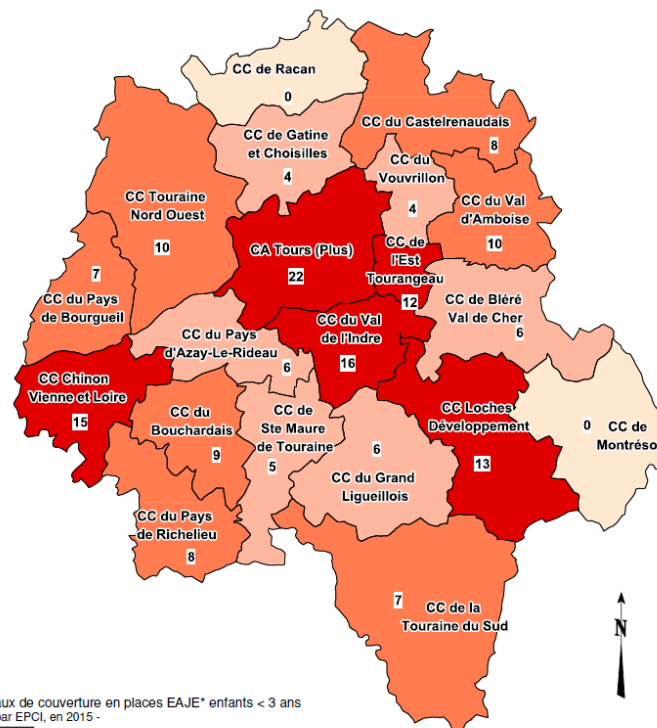 CC de Racan
0
CC du Castelrenaudais
8
CC de Gatine
et Choisilles
4
CC du
Vouvrillon
4
CC Touraine
Nord Ouest
10
CC du Val
d'Amboise
10
CA Tours (Plus)
22
CC de
l'Est
Tourangeau
12
7
CC du Pays
de Bourgueil
CC de Bléré
Val de Cher
6
CC du Pays
d'Azay-Le-Rideau
6
CC du Val
de l'Indre
16
CC Chinon
Vienne et Loire
15
CC du
Bouchardais
9
CC de
Ste Maure
de Touraine
5
CC Loches
Développement
13
0
CC de
Montréso
6
CC du Grand
Ligueillois
CC du Pays
de Richelieu
8
7
CC de la
Touraine du Sud
N
aux de couverture en places EAJE* enfants < 3 ans
par EPCI, en 2015 -